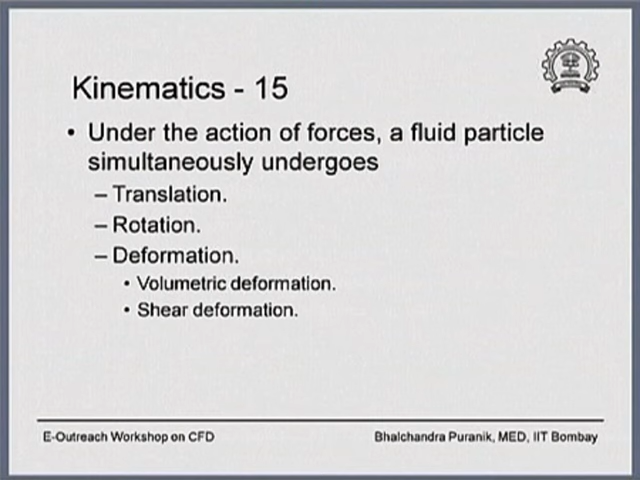 Kinematics - 15
• Under the action of forces, a fluid particle
simultaneously undergoes
– Translation.
– Rotation.
– Deformation.
• Volumetric deformation.
• Shear deformation.
E-Outreach Workshop on CFD
Bhalchandra Puranik, MED, IIT Bombay